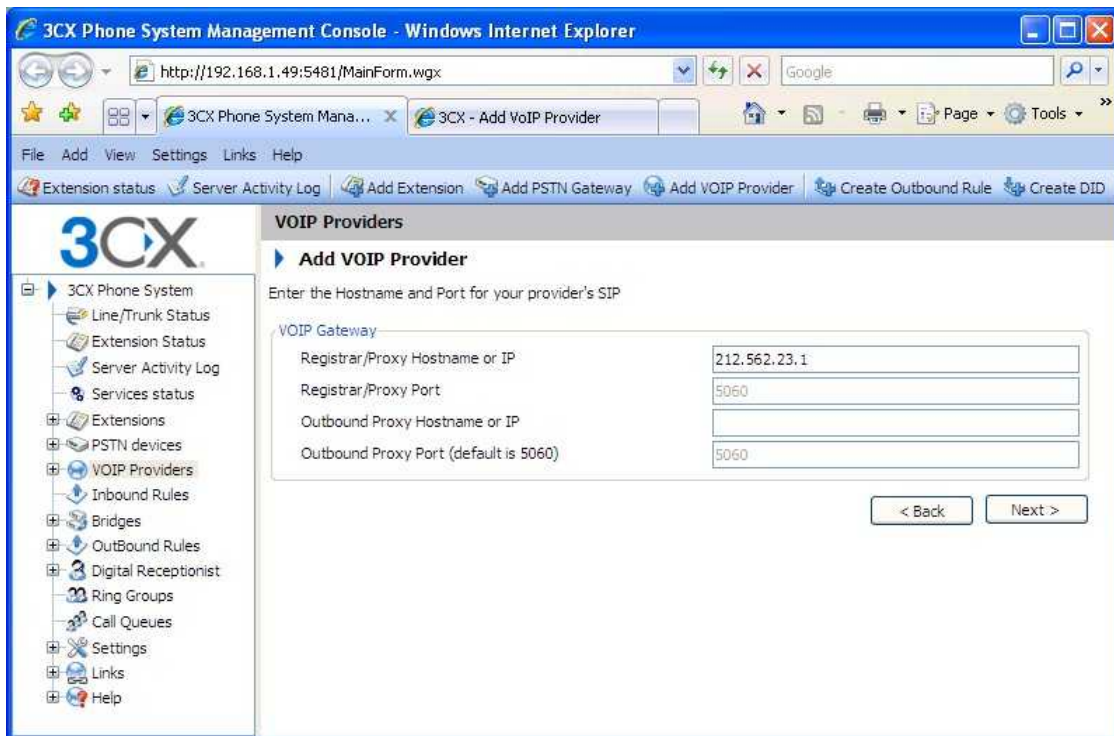 3CX Phone System Management Console - Windows Internet Explorer
http://192.168.1.49:5481/MainForm.wgx
Google
3CX Phone System Mana... X
3CX - Add VoIP Provider
Page
Tools
»
File Add View Settings Links Help
Extension status Server Activity Log Add Extension Add PSTN Gateway Add VOIP Provider Create Outbound Rule Create DID
3CX
VOIP Providers
Add VOIP Provider
Enter the Hostname and Port for your provider's SIP
VOIP Gateway
Registrar/Proxy Hostname or IP 212.562.23.1
Registrar/Proxy Port 5060
Outbound Proxy Hostname or IP
Outbound Proxy Port (default is 5060) 5060
< Back Next >
3CX Phone System
Line/Trunk Status
Extension Status
Server Activity Log
Services status
Extensions
PSTN devices
VOIP Providers
Inbound Rules
Bridges
OutBound Rules
Digital Receptionist
Ring Groups
Call Queues
Settings
Links
Help